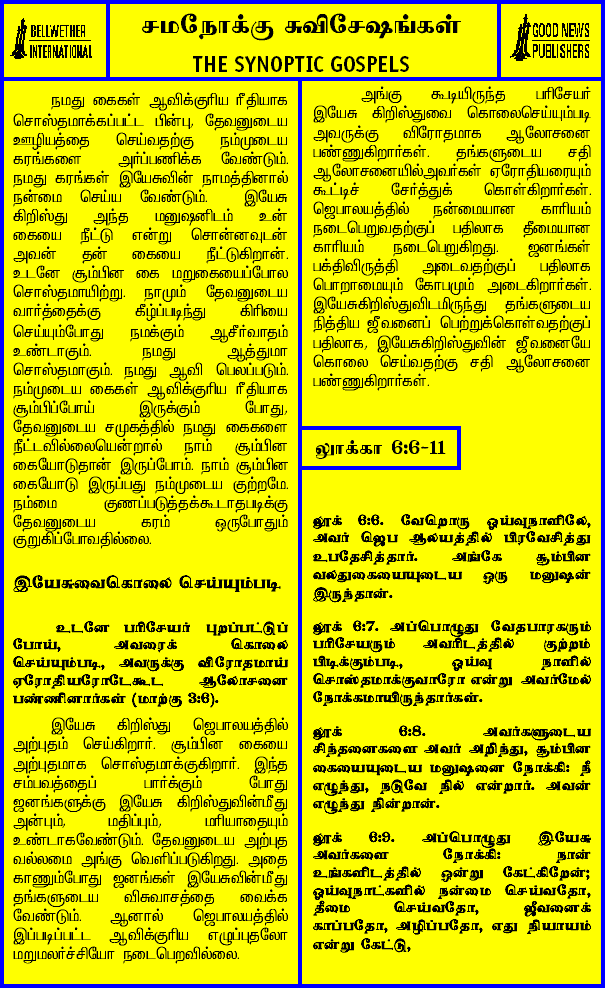 BELLWETHER
INTERNATIONAL
சமநோக்கு சுவிசேஷங்கள்
THE SYNOPTIC GOSPELS
GOOD NEWS
PUBLISHERS
நமது கைகள் ஆவிக்குரிய ரீதியாக
சொஸ்தமாக்கப்பட்ட பின்பு, தேவனுடைய
ஊழியத்தை செய்வதற்கு நம்முடைய
கரங்களை அர்ப்பணிக்க வேண்டும்.
நமது கரங்கள் இயேசுவின் நாமத்தினால்
நன்மை செய்ய வேண்டும். இயேசு
கிறிஸ்து அந்த மனுஷனிடம் உன்
கையை நீட்டு என்று சொன்னவுடன்
அவன் தன் கையை நீட்டுகிறான்.
உடனே சூம்பின கை மறுகையைப்போல
சொஸ்தமாயிற்று. நாமும் தேவனுடைய
வார்த்தைக்கு கீழ்ப்படிந்து கிரியை
செய்யும்போது நமக்கும் ஆசீர்வாதம்
உண்டாகும். நமது ஆத்துமா
சொஸ்தமாகும். நமது ஆவி பெலப்படும்.
நம்முடைய கைகள் ஆவிக்குரிய ரீதியாக
சூம்பிப்போய் இருக்கும் போது,
தேவனுடைய சமுகத்தில் நமது கைகளை
நீட்டவில்லையென்றால் நாம் சூம்பின
கையோடுதான் இருப்போம். நாம் சூம்பின
கையோடு இருப்பது நம்முடைய குற்றமே.
நம்மை குணப்படுத்தக்கூடாதபடிக்கு
தேவனுடைய கரம் ஒருபோதும்
குறுகிப்போவதில்லை.
இயேசுவைகொலை செய்யும்படி
உடனே பரிசேயர் புறப்பட்டுப்
போய், அவரைக் கொலை
செய்யும்படி, அவருக்கு விரோதமாய்
ஏரோதியரோடேகூட ஆலோசனை
பண்ணினார்கள் (மாற்கு 3:6).
இயேசு கிறிஸ்து ஜெபாலயத்தில்
அற்புதம் செய்கிறார். சூம்பின கையை
அற்புதமாக சொஸ்தமாக்குகிறார். இந்த
சம்பவத்தைப் பார்க்கும் போது
ஜனங்களுக்கு இயேசு கிறிஸ்துவின்மீது
அன்பும், மதிப்பும், மரியாதையும்
உண்டாகவேண்டும். தேவனுடைய அற்புத
வல்லமை அங்கு வெளிப்படுகிறது. அதை
காணும்போது ஜனங்கள் இயேசுவின்மீது
தங்களுடைய விசுவாசத்தை வைக்க
வேண்டும். ஆனால் ஜெபாலயத்தில்
இப்படிப்பட்ட ஆவிக்குரிய எழுப்புதலோ
மறுமலர்ச்சியோ நடைபெறவில்லை.
அங்கு கூடியிருந்த பரிசேயர்
இயேசு கிறிஸ்துவை கொலைசெய்யும்படி
அவருக்கு விரோதமாக ஆலோசனை
பண்ணுகிறார்கள். தங்களுடைய சதி
ஆலோசனையில்அவர்கள் ஏரோதியரையும்
கூட்டிச் சேர்த்துக் கொள்கிறார்கள்.
ஜெபாலயத்தில் நன்மையான காரியம்
நடைபெறுவதற்குப் பதிலாக தீமையான
காரியம் நடைபெறுகிறது. ஜனங்கள்
பக்திவிருத்தி அடைவதற்குப் பதிலாக
பொறாமையும் கோபமும் அடைகிறார்கள்.
இயேசுகிறிஸ்துவிடமிருந்து தங்களுடைய
நித்திய ஜீவனைப் பெற்றுக்கொள்வதற்குப்
பதிலாக, இயேசுகிறிஸ்துவின் ஜீவனையே
கொலை செய்வதற்கு சதி ஆலோசனை
பண்ணுகிறார்கள்.
லூக்கா 6:6-11
லூக் 6:6. வேறொரு ஓய்வுநாளிலே,
அவர் ஜெப ஆலயத்தில் பிரவேசித்து
உபதேசித்தார். அங்கே சூம்பின
வலதுகையையுடைய ஒரு மனுஷன்
இருந்தான்.
லூக் 6:7. அப்பொழுது வேதபாரகரும்
பரிசேயரும் அவரிடத்தில் குற்றம்
பிடிக்கும்படி, ஓய்வு நாளில்
சொஸ்தமாக்குவாரோ என்று அவர்மேல்
நோக்கமாயிருந்தார்கள்.
லூக் 6:8. அவர்களுடைய
சிந்தனைகளை அவர் அறிந்து, சூம்பின
கையையுடைய மனுஷனை நோக்கி: நீ
எழுந்து, நடுவே நில் என்றார். அவன்
எழுந்து நின்றான்.
லூக் 6:9. அப்பொழுது இயேசு
அவர்களை நோக்கி: நான்
உங்களிடத்தில் ஒன்று கேட்கிறேன்;
ஓய்வுநாட்களில் நன்மை செய்வதோ,
தீமை செய்வதோ, ஜீவனைக்
காப்பதோ, அழிப்பதோ, எது நியாயம்
என்று கேட்டு,